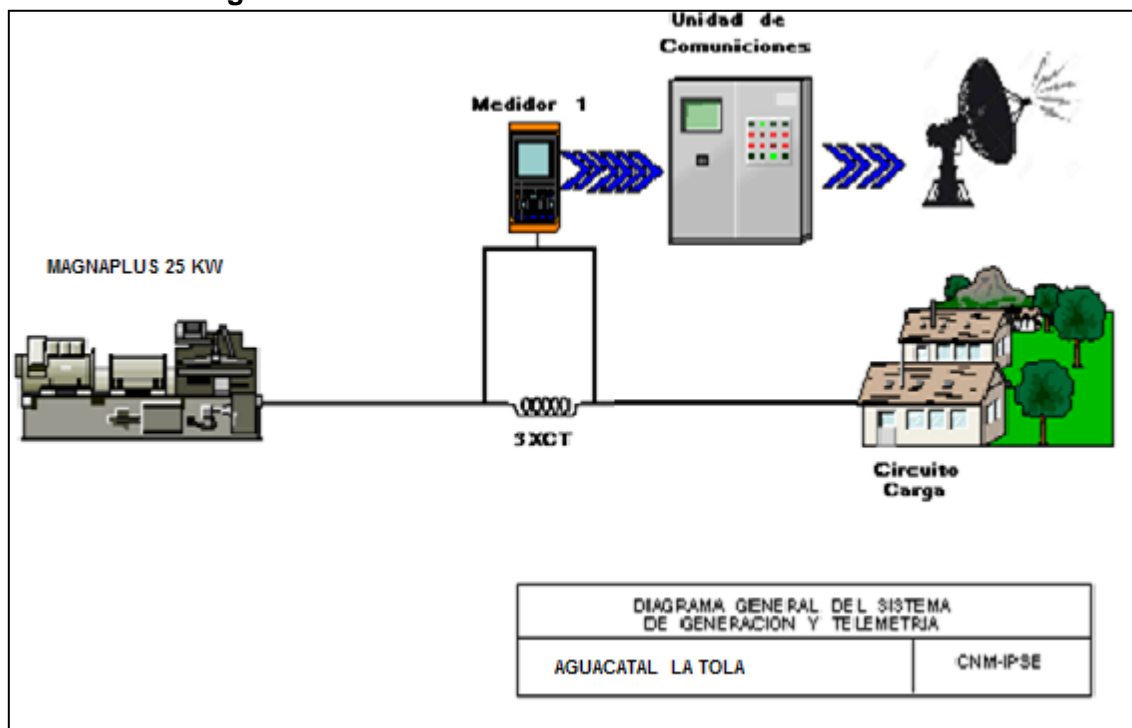 Unidad de
Comuniciones
Medidor 1
MAGNAPLUS 25 KW
3XCT
Circuito
Carga
DIAGRAMA GENERAL DEL SISTEMA
DE GENERACION Y TELEMETRIA
AGUACATAL LA TOLA
CNM-IPSE